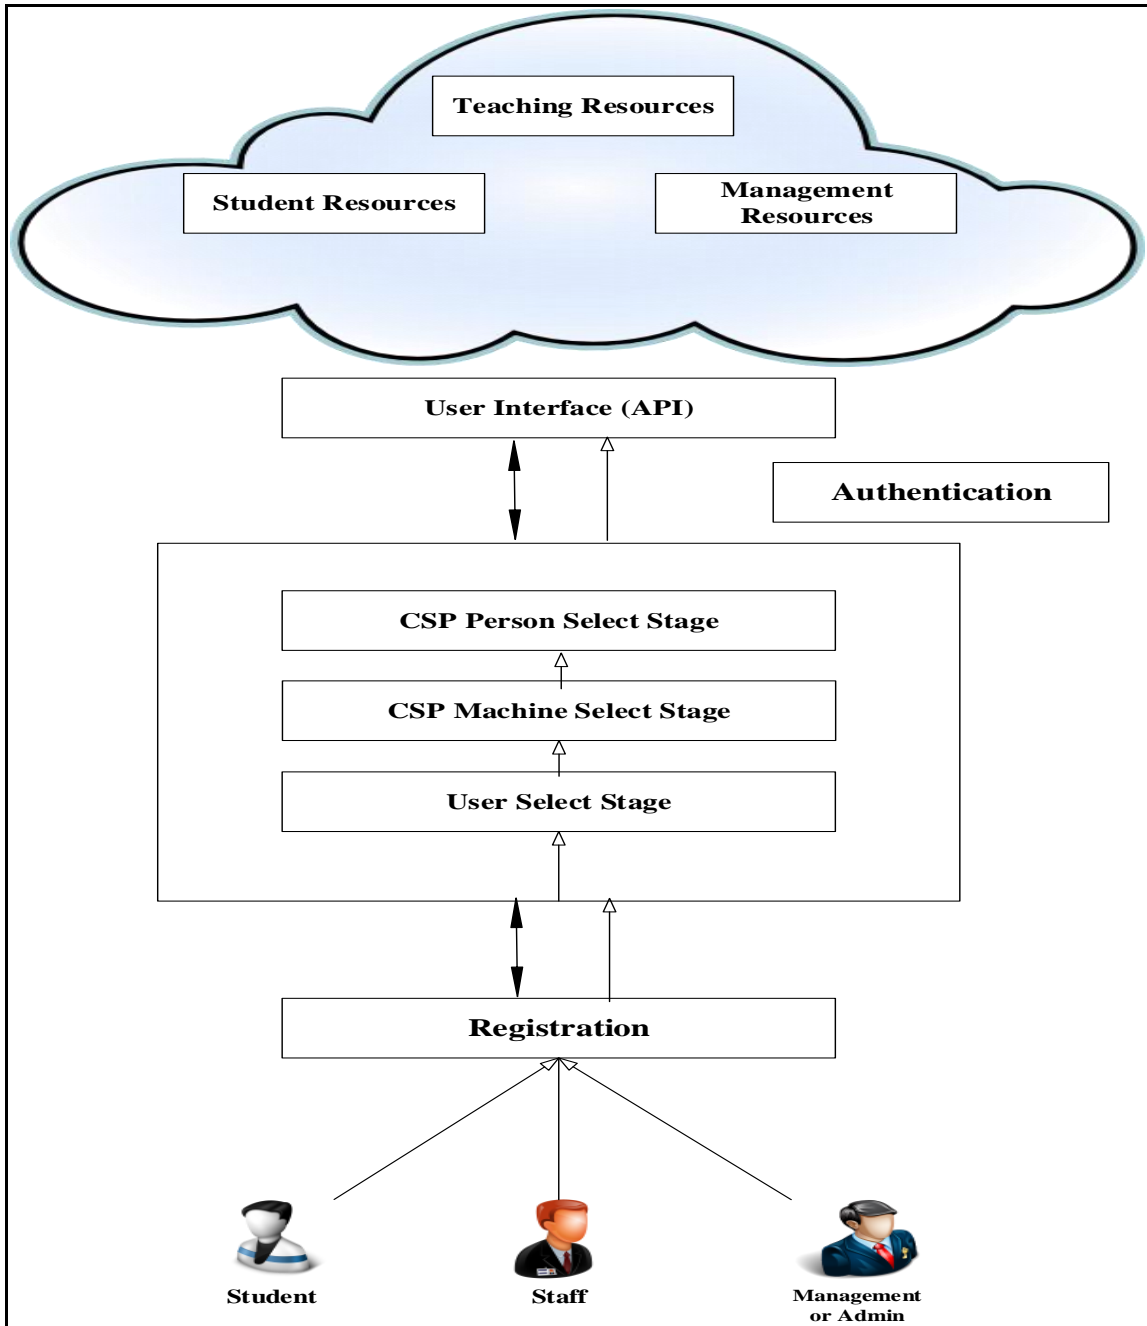 Teaching Resources
Student Resources
Management
Resources
User Interface (API)
Authentication
CSP Person Select Stage
CSP Machine Select Stage
User Select Stage
Registration
Student
Staff
Management
or Admin